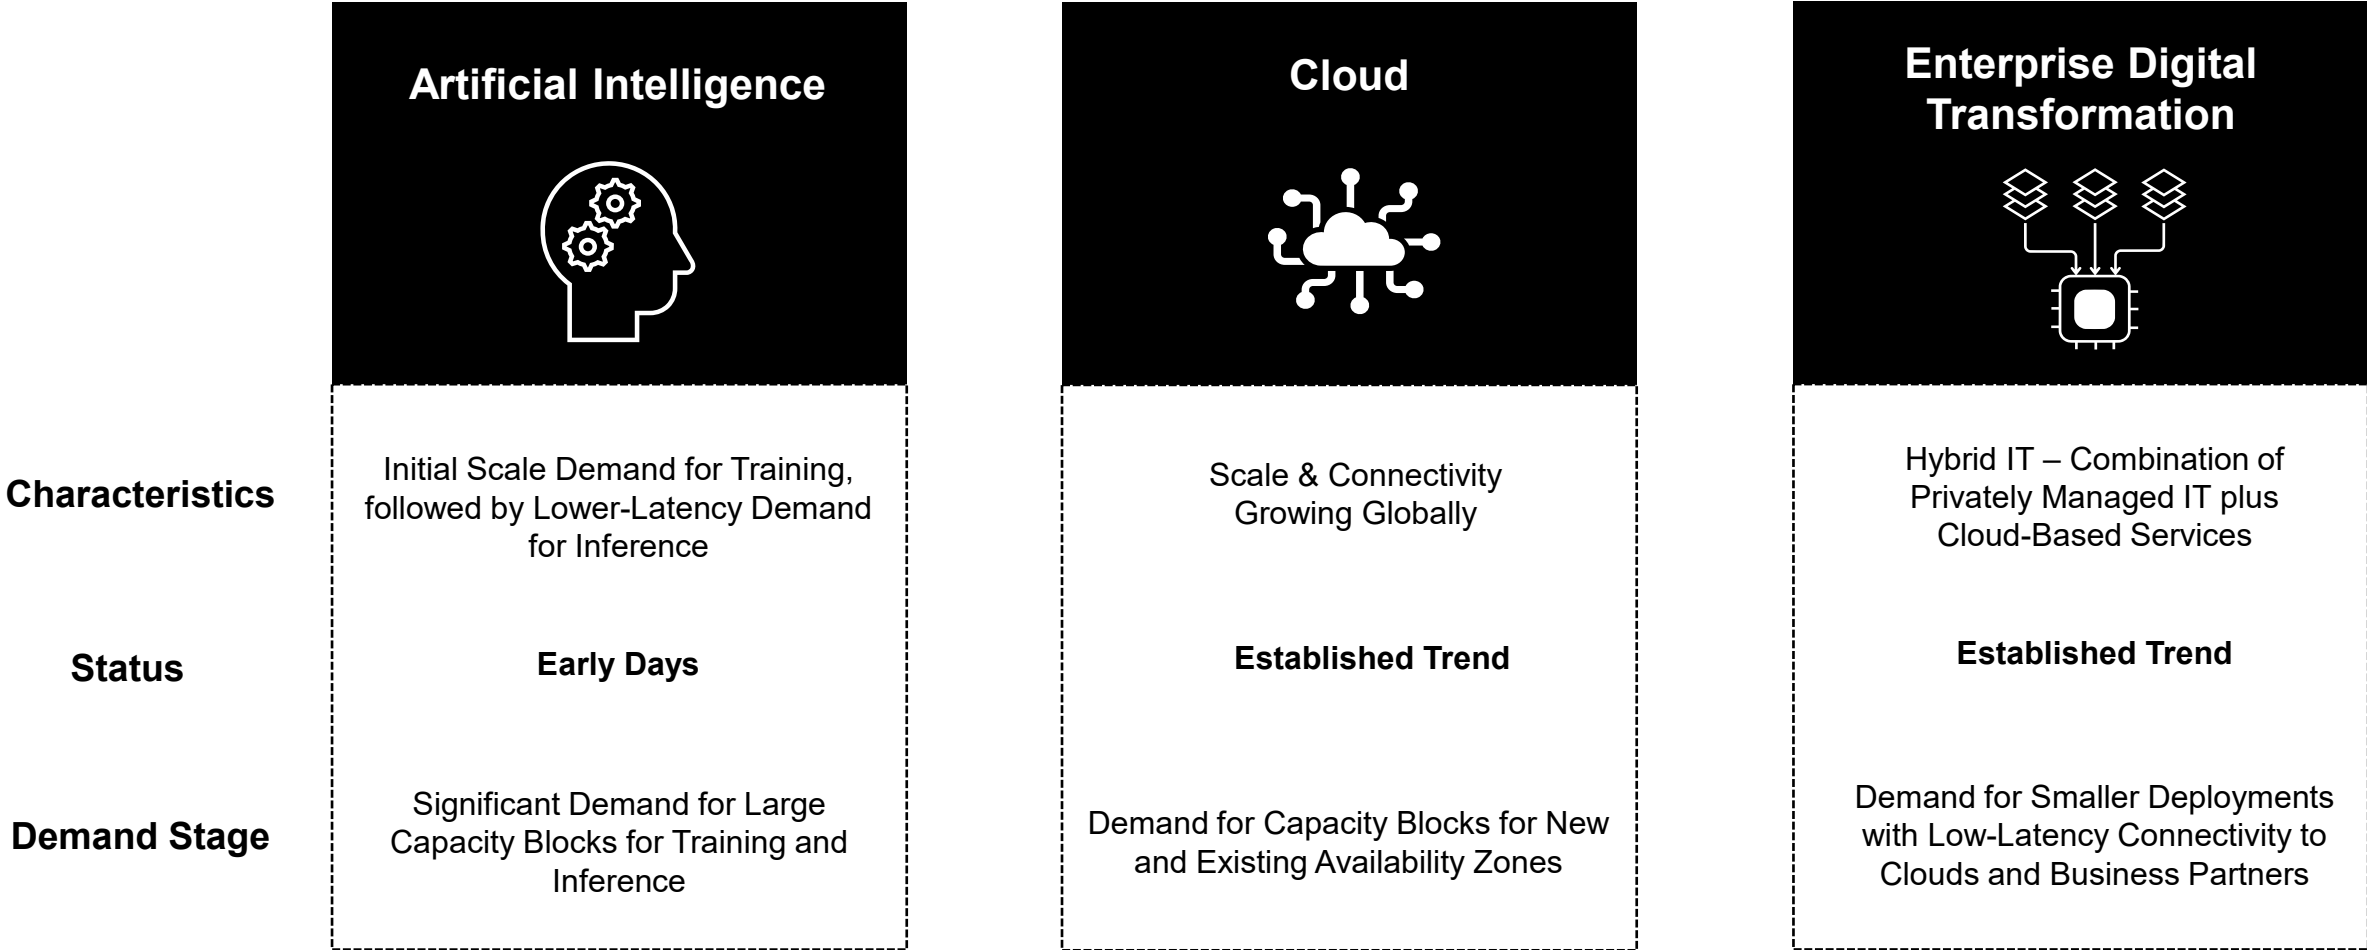 Artificial Intelligence
Cloud
Enterprise Digital
Transformation
Characteristics
Initial Scale Demand for Training,
followed by Lower-Latency Demand
for Inference
Scale & Connectivity
Growing Globally
Hybrid IT – Combination of
Privately Managed IT plus
Cloud-Based Services
Status
Early Days
Established Trend
Established Trend
Demand Stage
Significant Demand for Large
Capacity Blocks for Training and
Inference
Demand for Capacity Blocks for New
and Existing Availability Zones
Demand for Smaller Deployments
with Low-Latency Connectivity to
Clouds and Business Partners